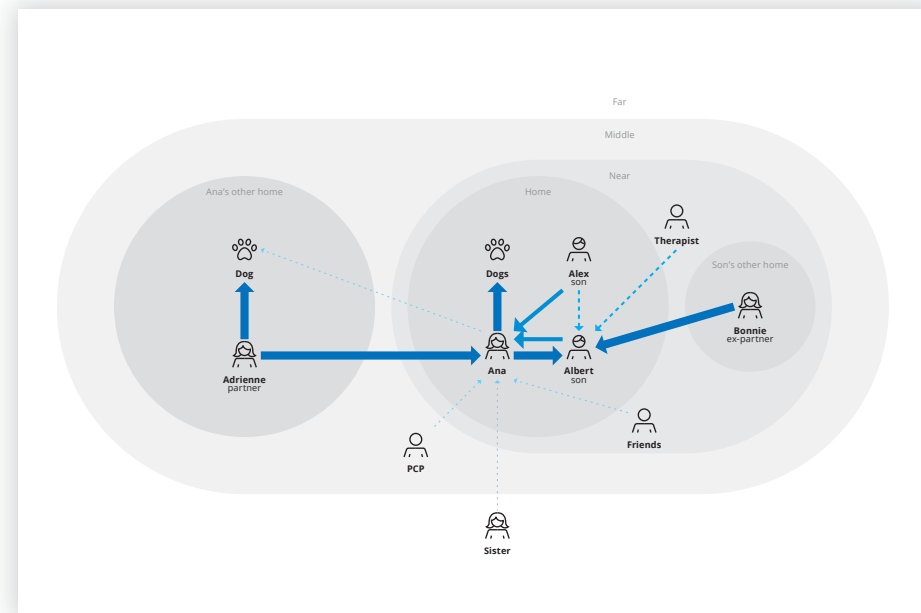 Far
Middle
Near
Ana's other home
Home
Therapist
Son's other home
Dog
Dogs
Alex
son
Bonnie
ex-partner
Adrienne
partner
Ana
Albert
son
Friends
PCP
Sister